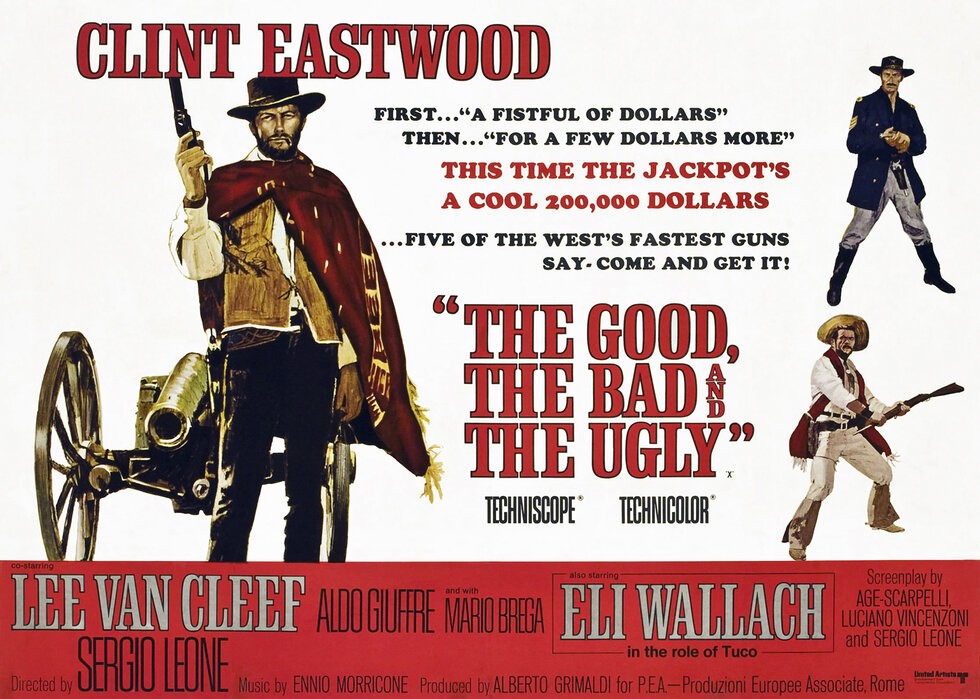 CLINT EASTWOOD
FIRST..."A FISTFUL OF DOLLARS"
THEN..."FOR A FEW DOLLARS MORE"
THIS TIME THE JACKPOT'S
A COOL 200,000 DOLLARS
...FIVE OF THE WEST'S FASTEST GUNS
SAY-COME AND GET IT!
"THE GOOD,
THE BAD AND
THE UGLY"
'X'
TECHNISCOPE® TECHNICOLOR®
co-starring
LEE VAN CLEEF
ALDO GIUFFRE
and with
MARIO BREGA
also starring
ELI WALLACH
in the role of Tuco
Screenplay by
AGE-SCARPELLI,
LUCIANO VINCENZONI
and SERGIO LEONE
Directed by SERGIO LEONE
Music by ENNIO MORRICONE
Produced by ALBERTO GRIMALDI for P.E.A.—Produzioni Europee Associate, Rome
United Artists